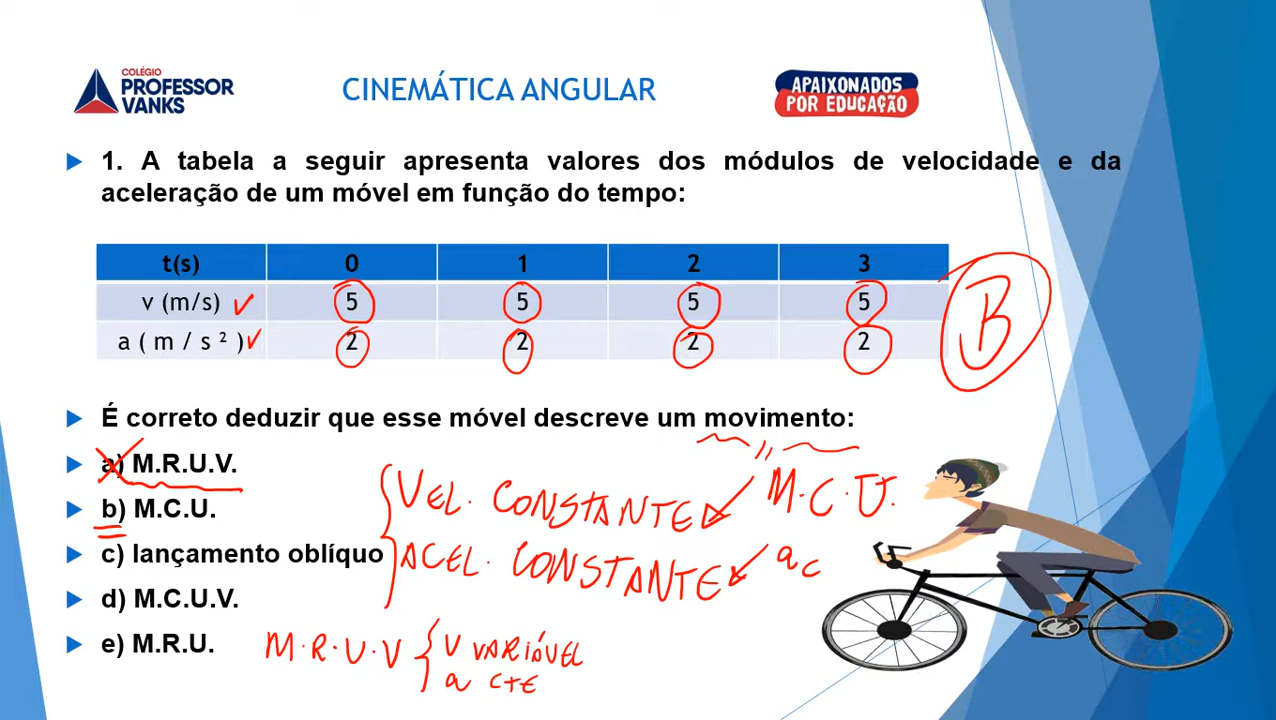 COLÉGIO
PROFESSOR
VANKS
CINEMÁTICA ANGULAR
APAIXONADOS
POR EDUCAÇÃO
1. A tabela a seguir apresenta valores dos módulos de velocidade e da
aceleração de um móvel em função do tempo:
t(s) 0 1 2 3
v (m/s) 5 5 5 5
a ( m / s ² ) 2 2 2 2
B
É correto deduzir que esse móvel descreve um movimento:
a) M.R.U.V.
b) M.C.U.
c) lançamento oblíquo
d) M.C.U.V.
e) M.R.U.
VEL. CONSTANTE M.C.U.
ACEL. CONSTANTE ac
M.R.U.V { V VARIÁVEL
a CTE